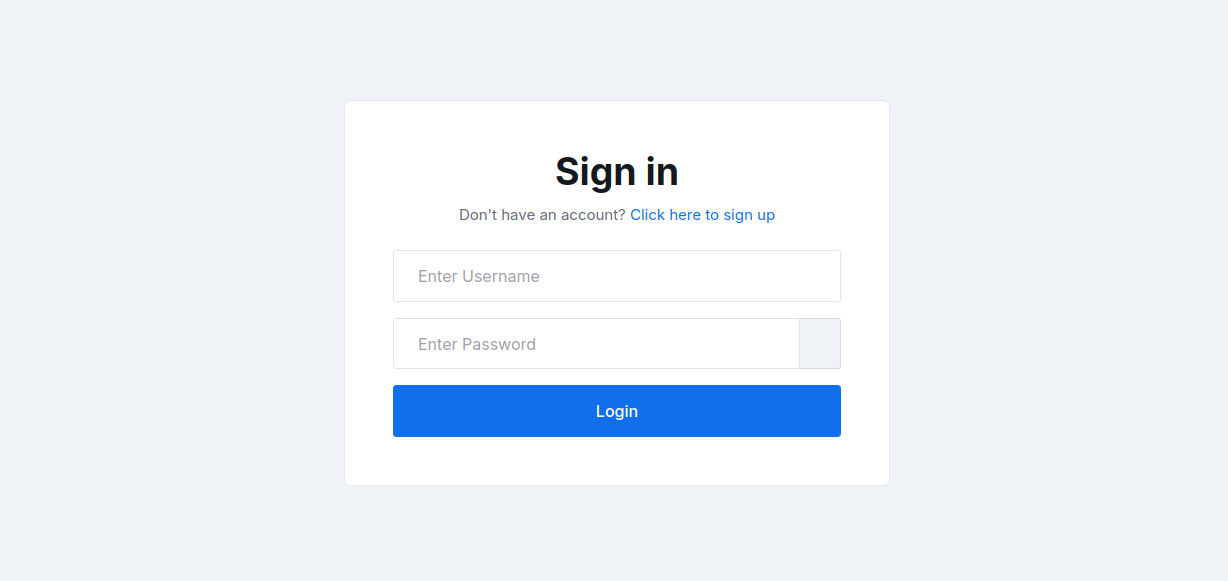 Sign in
Don't have an account? Click here to sign up
Enter Username
Enter Password
Login